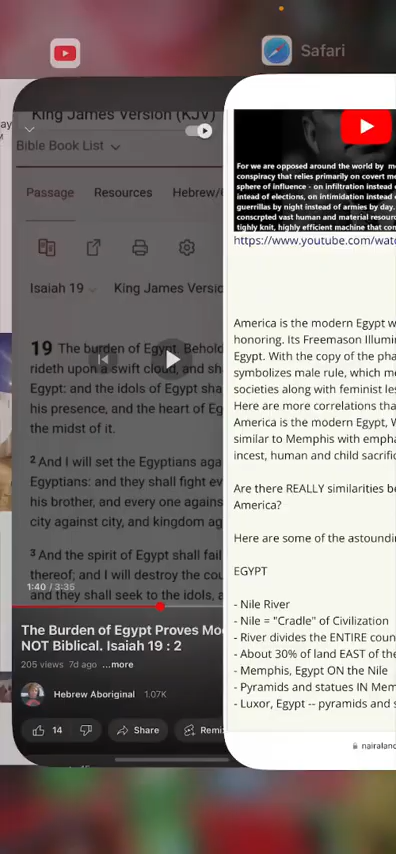 Safari
King James Version (KJV)
Bible Book List
Passage
Resources
Hebrew/
Isaiah 19
King James Versio
19 The burden of Egypt. Behold
rideth upon a swift cloud, and sh
Egypt: and the idols of Egypt sha
his presence, and the heart of Eg
the midst of it.
2 And I will set the Egyptians aga
Egyptians: and they shall fight ev
his brother, and every one agains
city against city, and kingdom ag
3 And the spirit of Egypt shall fail
thereof; and I will destroy the cou
and they shall seek to the idols, a
1:40 / 3:35
The Burden of Egypt Proves Mo
NOT Biblical. Isaiah 19 : 2
205 views 7d ago ...more
Hebrew Aboriginal 1.07K
14
Share
Remi
For we are opposed around the world by m
conspiracy that relies primarily on covert me
sphere of influence - on infiltration instead
intead of elections, on intimidation instead
guerrillas by night instead of armies by day.
conscrpted vast human and material resourc
tighly knit, highly efficient machine that com
https://www.youtube.com/watc
America is the modern Egypt w
honoring. Its Freemason Illumin
Egypt. With the copy of the pha
symbolizes male rule, which me
societies along with feminist les
Here are more correlations tha
America is the modern Egypt, W
similar to Memphis with empha
incest, human and child sacrific
Are there REALLY similarities be
America?
Here are some of the astoundin
EGYPT
- Nile River
- Nile = "Cradle" of Civilization
- River divides the ENTIRE coun
- About 30% of land EAST of the
- Memphis, Egypt ON the Nile
- Pyramids and statues IN Mem
- Luxor, Egypt -- pyramids and s
nairaland